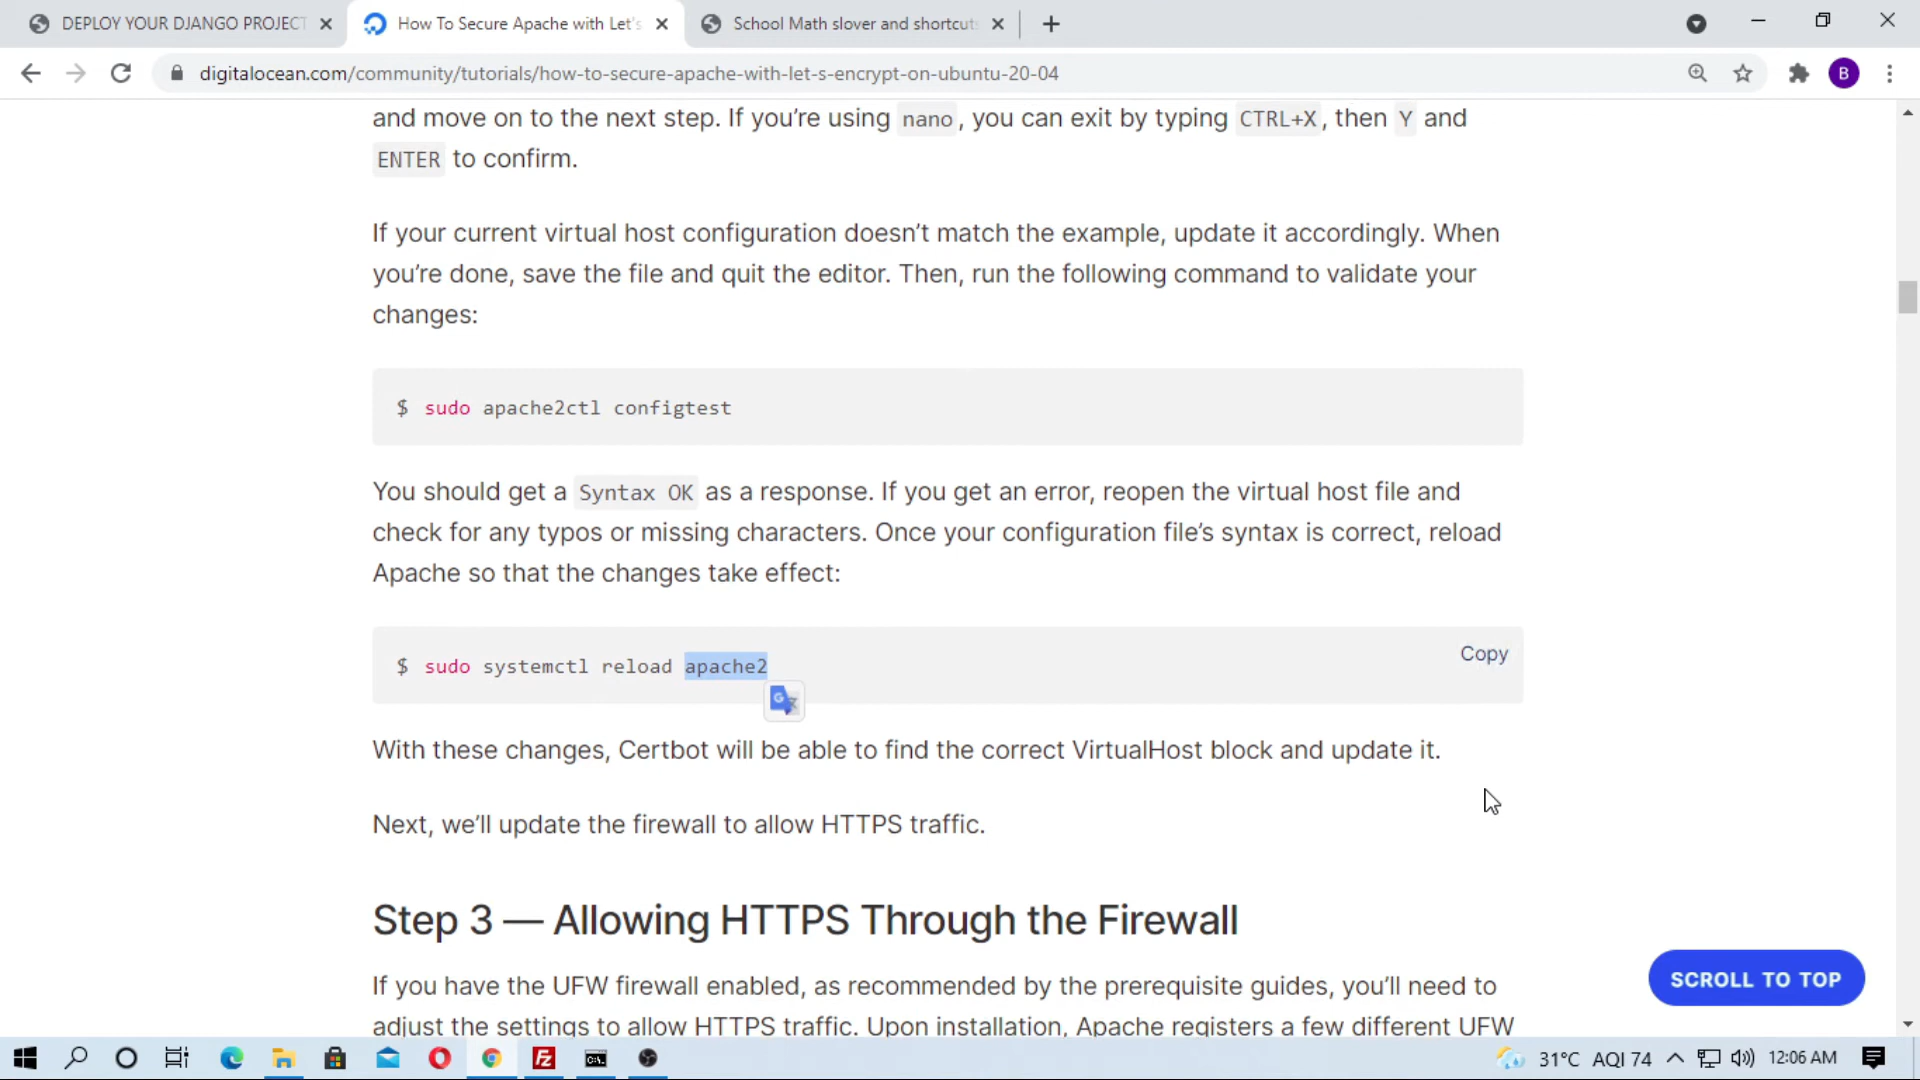 DEPLOY YOUR DJANGO PROJECT
How To Secure Apache with Let's
School Math slover and shortcuts
digitalocean.com/community/tutorials/how-to-secure-apache-with-let-s-encrypt-on-ubuntu-20-04
B
and move on to the next step. If you’re using nano, you can exit by typing CTRL+X, then Y and
ENTER to confirm.
If your current virtual host configuration doesn’t match the example, update it accordingly. When
you’re done, save the file and quit the editor. Then, run the following command to validate your
changes:
$ sudo apache2ctl configtest
You should get a Syntax OK as a response. If you get an error, reopen the virtual host file and
check for any typos or missing characters. Once your configuration file’s syntax is correct, reload
Apache so that the changes take effect:
Copy
$ sudo systemctl reload apache2
With these changes, Certbot will be able to find the correct VirtualHost block and update it.
Next, we’ll update the firewall to allow HTTPS traffic.
Step 3 — Allowing HTTPS Through the Firewall
SCROLL TO TOP
If you have the UFW firewall enabled, as recommended by the prerequisite guides, you’ll need to
adjust the settings to allow HTTPS traffic. Upon installation, Apache registers a few different UFW
31°C AQI 74 12:06 AM